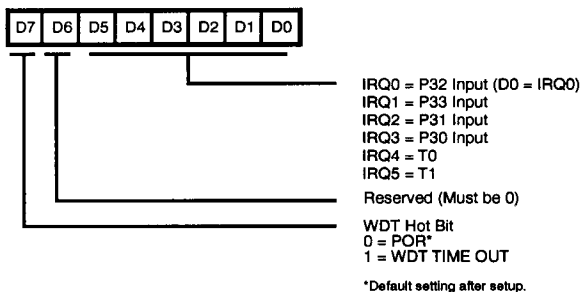 D7 D6 D5 D4 D3 D2 D1 D0
IRQ0 = P32 Input (D0 = IRQ0)
IRQ1 = P33 Input
IRQ2 = P31 Input
IRQ3 = P30 Input
IRQ4 = T0
IRQ5 = T1
Reserved (Must be 0)
WDT Hot Bit
0 = POR*
1 = WDT TIME OUT
*Default setting after setup.